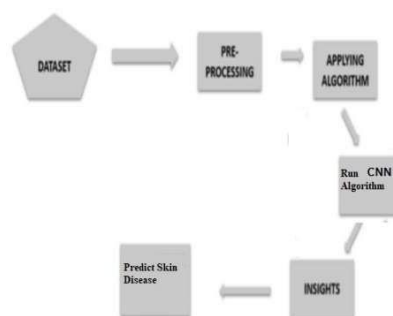 DATASET
PRE-
PROCESSING
APPLYING
ALGORITHM
Run CNN
Algorithm
INSIGHTS
Predict Skin
Disease